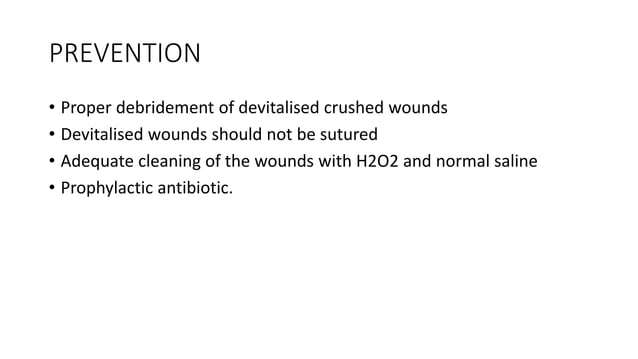 PREVENTION
• Proper debridement of devitalised crushed wounds
• Devitalised wounds should not be sutured
• Adequate cleaning of the wounds with H2O2 and normal saline
• Prophylactic antibiotic.